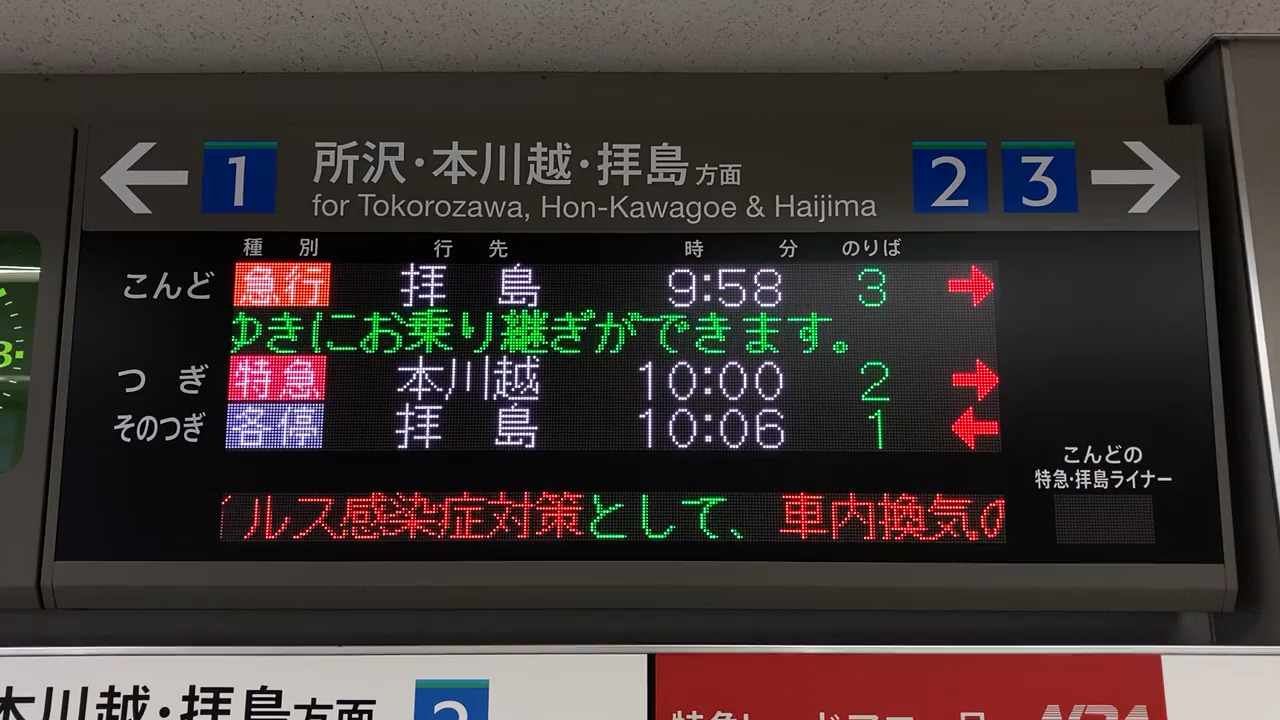 1 所沢・本川越・拝島方面 2 3
for Tokorozawa, Hon-Kawagoe & Haijima
種別 行先 時分 のりば
こんど 急行 拝島 9:58 3
ゆきにお乗り継ぎができます。
つぎ 特急 本川越 10:00 2
そのつぎ 各停 拝島 10:06 1
こんどの
特急・拝島ライナー
ルス感染症対策として、車内換気の
3
本川越・拝島方面 2